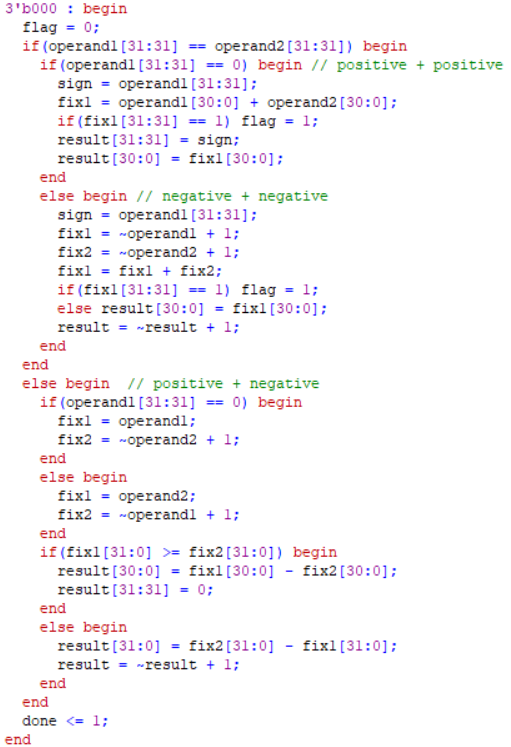 3'b000 : begin
  flag = 0;
  if(operand1[31:31] == operand2[31:31]) begin
    if(operand1[31:31] == 0) begin // positive + positive
      sign = operand1[31:31];
      fix1 = operand1[30:0] + operand2[30:0];
      if(fix1[31:31] == 1) flag = 1;
      result[31:31] = sign;
      result[30:0] = fix1[30:0];
    end
    else begin // negative + negative
      sign = operand1[31:31];
      fix1 = ~operand1 + 1;
      fix2 = ~operand2 + 1;
      fix1 = fix1 + fix2;
      if(fix1[31:31] == 1) flag = 1;
      else result[30:0] = fix1[30:0];
      result = ~result + 1;
    end
  end
  else begin  // positive + negative
    if(operand1[31:31] == 0) begin
      fix1 = operand1;
      fix2 = ~operand2 + 1;
    end
    else begin
      fix1 = operand2;
      fix2 = ~operand1 + 1;
    end
    if(fix1[31:0] >= fix2[31:0]) begin
      result[30:0] = fix1[30:0] - fix2[30:0];
      result[31:31] = 0;
    end
    else begin
      result[31:0] = fix2[31:0] - fix1[31:0];
      result = ~result + 1;
    end
  end
  done <= 1;
end